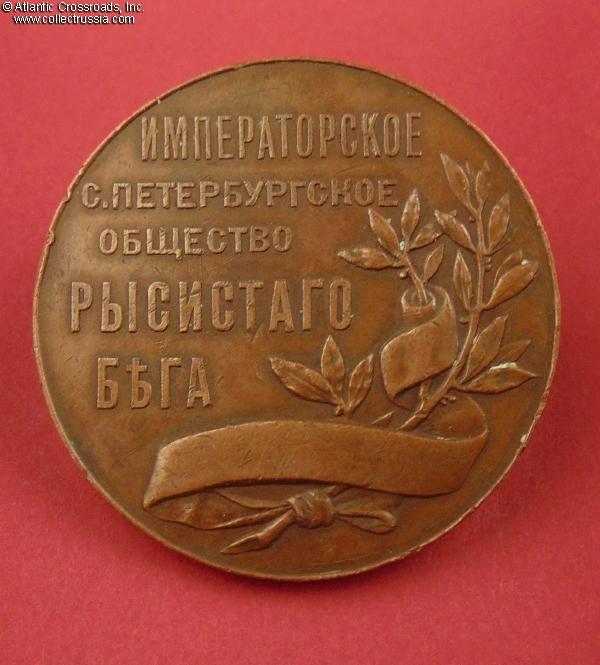 © Atlantic Crossroads, Inc.
www.collectrussia.com
ИМПЕРАТОРСКОЕ
С.ПЕТЕРБУРГСКОЕ
ОБЩЕСТВО
РЫСИСТАГО
БѢГА